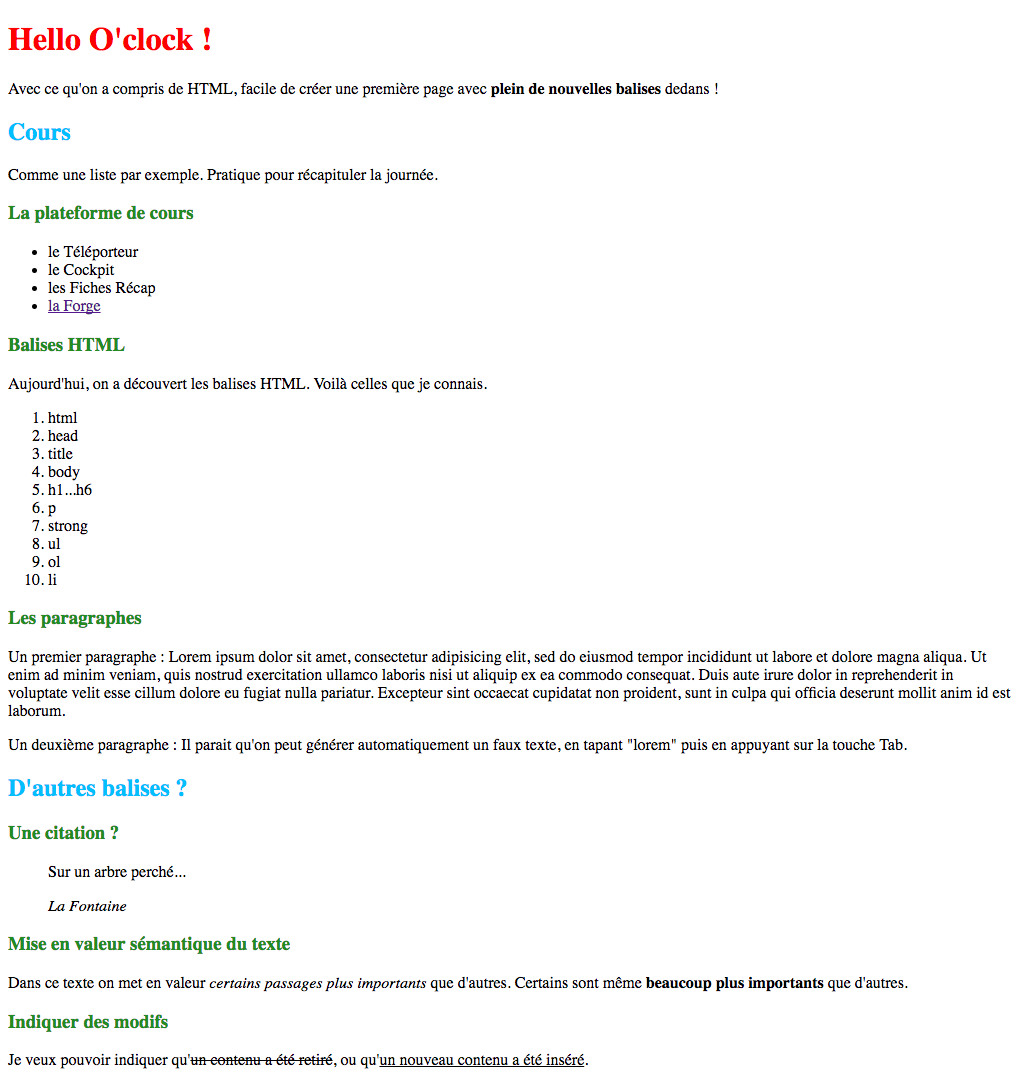 Hello O'clock !
Avec ce qu'on a compris de HTML, facile de créer une première page avec plein de nouvelles balises dedans !
Cours
Comme une liste par exemple. Pratique pour récapituler la journée.
La plateforme de cours
• le Téléporteur
• le Cockpit
• les Fiches Récap
• la Forge
Balises HTML
Aujourd'hui, on a découvert les balises HTML. Voilà celles que je connais.
1. html
2. head
3. title
4. body
5. h1...h6
6. p
7. strong
8. ul
9. ol
10. li
Les paragraphes
Un premier paragraphe : Lorem ipsum dolor sit amet, consectetur adipisicing elit, sed do eiusmod tempor incididunt ut labore et dolore magna aliqua. Ut
enim ad minim veniam, quis nostrud exercitation ullamco laboris nisi ut aliquip ex ea commodo consequat. Duis aute irure dolor in reprehenderit in
voluptate velit esse cillum dolore eu fugiat nulla pariatur. Excepteur sint occaecat cupidatat non proident, sunt in culpa qui officia deserunt mollit anim id est
laborum.
Un deuxième paragraphe : Il parait qu'on peut générer automatiquement un faux texte, en tapant "lorem" puis en appuyant sur la touche Tab.
D'autres balises ?
Une citation ?
Sur un arbre perché...
La Fontaine
Mise en valeur sémantique du texte
Dans ce texte on met en valeur certains passages plus importants que d'autres. Certains sont même beaucoup plus importants que d'autres.
Indiquer des modifs
Je veux pouvoir indiquer qu'un contenu a été retiré, ou qu'un nouveau contenu a été inséré.